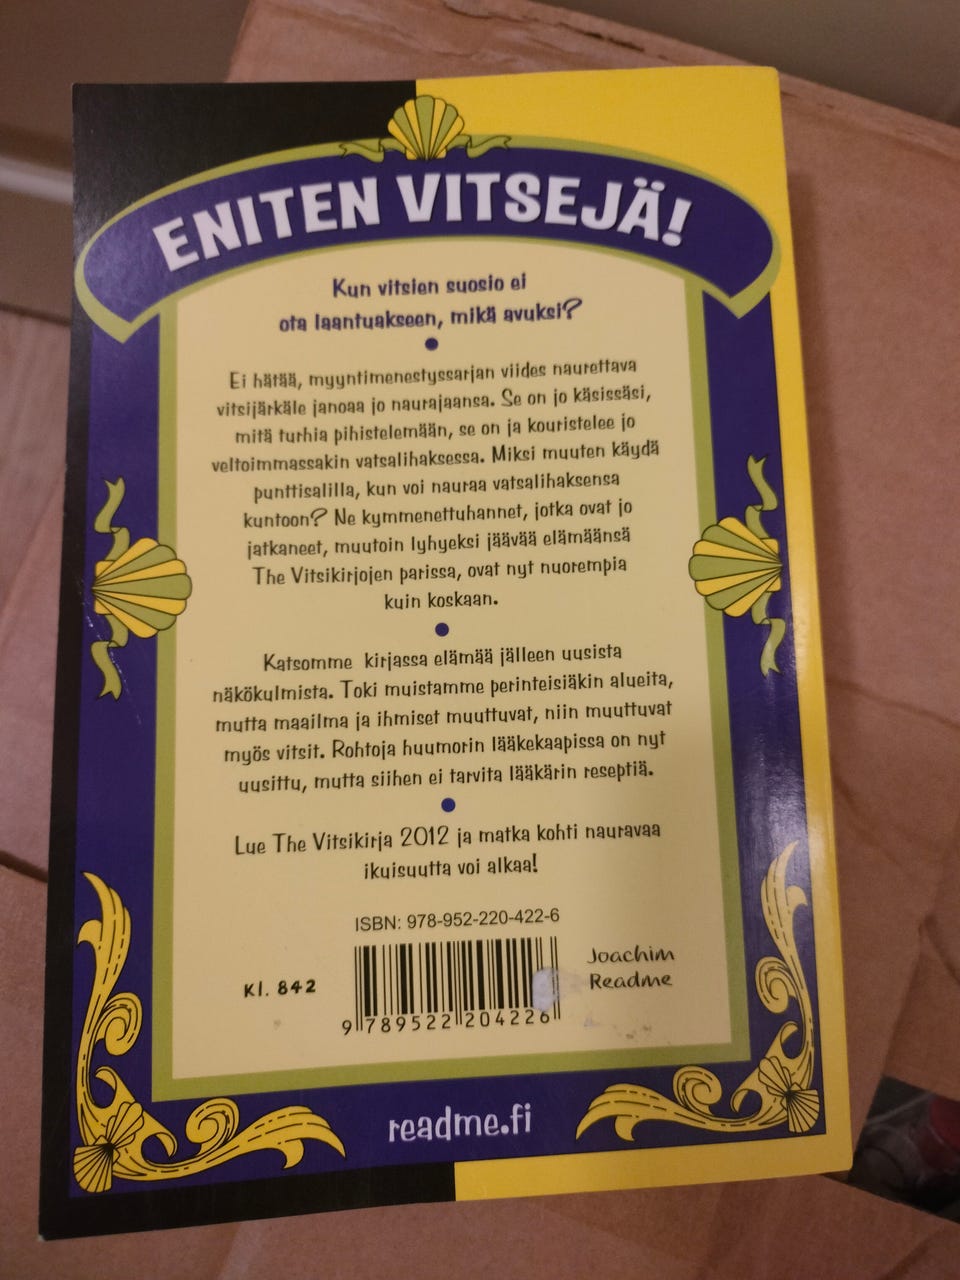 ENITEN VITSEJÄ!
Kun vitsien suosio ei
ota laantuakseen, mikä avuksi?
Ei hätää, myyntimenestyssarjan viides naurettava
vitsijärkäle janoaa jo naurajaansa. Se on jo käsissäsi,
mitä turhia pihistelemään, se on ja kouristelee jo
veltoimmassakin vatsalihaksessa. Miksi muuten käydä
punttisalilla, kun voi nauraa vatsalihaksensa
kuntoon? Ne kymmenettuhannet, jotka ovat jo
jatkaneet, muutoin lyhyeksi jäävää elämäänsä
The Vitsikirjojen parissa, ovat nyt nuorempia
kuin koskaan.
Katsomme kirjassa elämää jälleen uusista
näkökulmista. Toki muistamme perinteisiäkin alueita,
mutta maailma ja ihmiset muuttuvat, niin muuttuvat
myös vitsit. Rohtoja huumorin lääkekaapissa on nyt
uusittu, mutta siihen ei tarvita lääkärin reseptiä.
Lue The Vitsikirja 2012 ja matka kohti nauravaa
ikuisuutta voi alkaa!
ISBN: 978-952-220-422-6
Kl. 842
Joachim
Readme
9 789522 204226
readme.fi